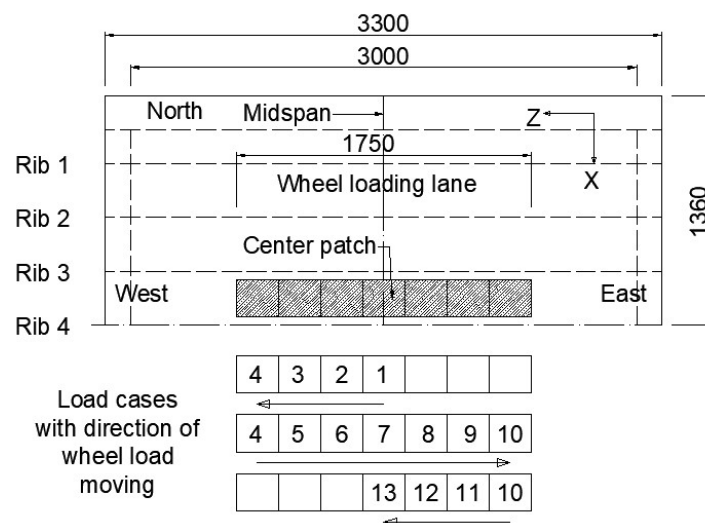 3300
3000
North
Midspan
Z
1750
Rib 1
Wheel loading lane
X
1360
Rib 2
Center patch
Rib 3
West
East
Rib 4
4 3 2 1
Load cases
with direction of
wheel load
moving
4 5 6 7 8 9 10
13 12 11 10